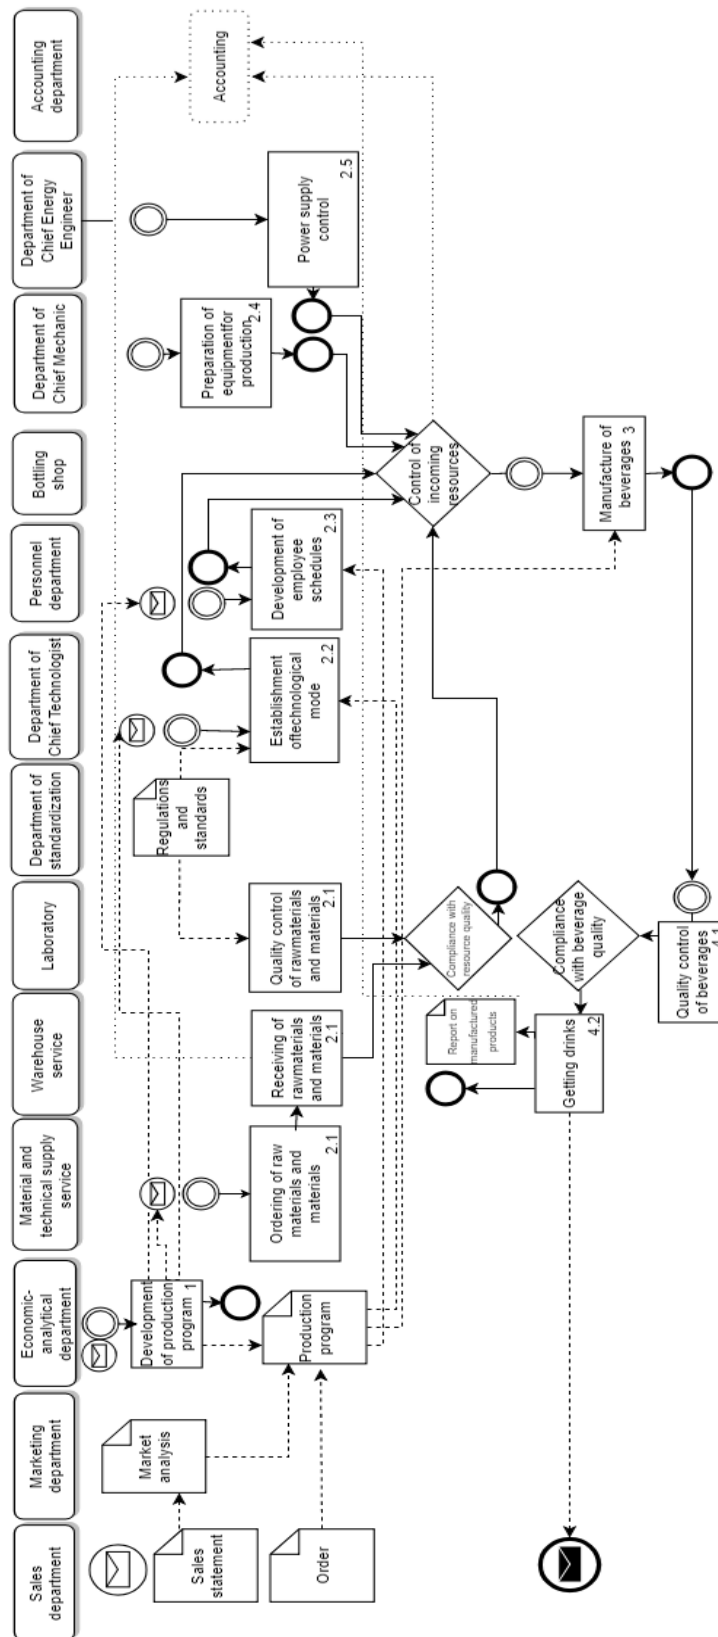 Sales
department
Marketing
department
Economic-
analytical
department
Material and
technical supply
service
Warehouse
service
Laboratory
Department of
standardization
Department of
Chief Technologist
Personnel
department
Bottling
shop
Department of
Chief Mechanic
Department of
Chief Energy
Engineer
Accounting
department
Sales
statement
Order
Market
analysis
Development
of production
program 1
Production
program
Ordering of raw
materials and
materials
2.1
Receiving of
rawmaterials
and materials
2.1
Quality control
of rawmaterials
and materials
2.1
Regulations
and
standards
Establishment
oftechnological
mode
2.2
Development of
employee
schedules
2.3
Preparation of
equipmentfor
production
2.4
Power supply
control
2.5
Accounting
Compliance with
resource quality
Control of
incoming
resources
Manufacture of
beverages 3
Quality control
of beverages
4.1
Compliance
with beverage
quality
Getting drinks
4.2
Report on
manufactured
products